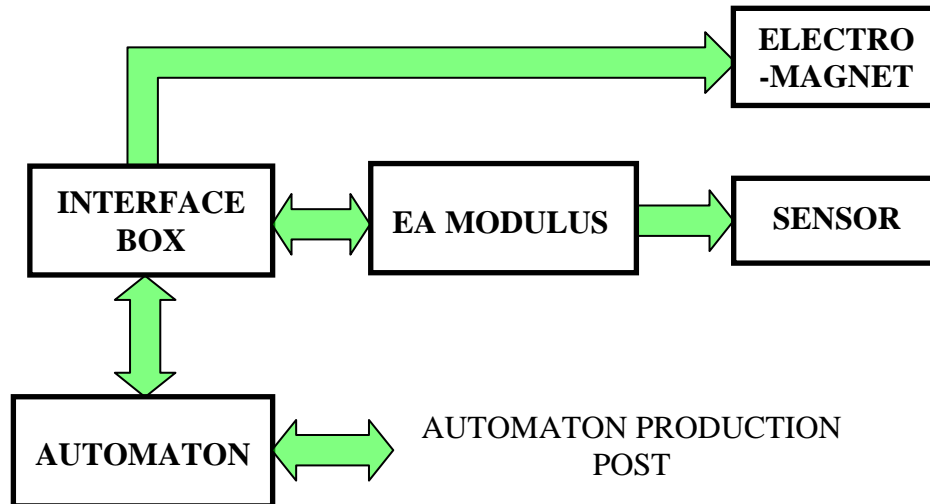 ELECTRO
-MAGNET
INTERFACE
BOX
EA MODULUS
SENSOR
AUTOMATON
AUTOMATON PRODUCTION
POST